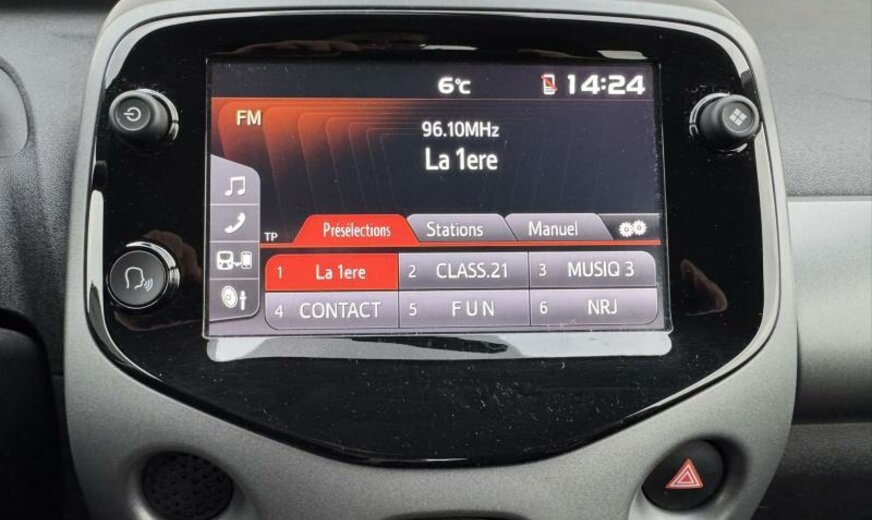 6°C 14:24
FM
96.10MHz
La 1ere
TP Présélections Stations Manuel
1 La 1ere 2 CLASS.21 3 MUSIQ 3
4 CONTACT 5 FUN 6 NRJ